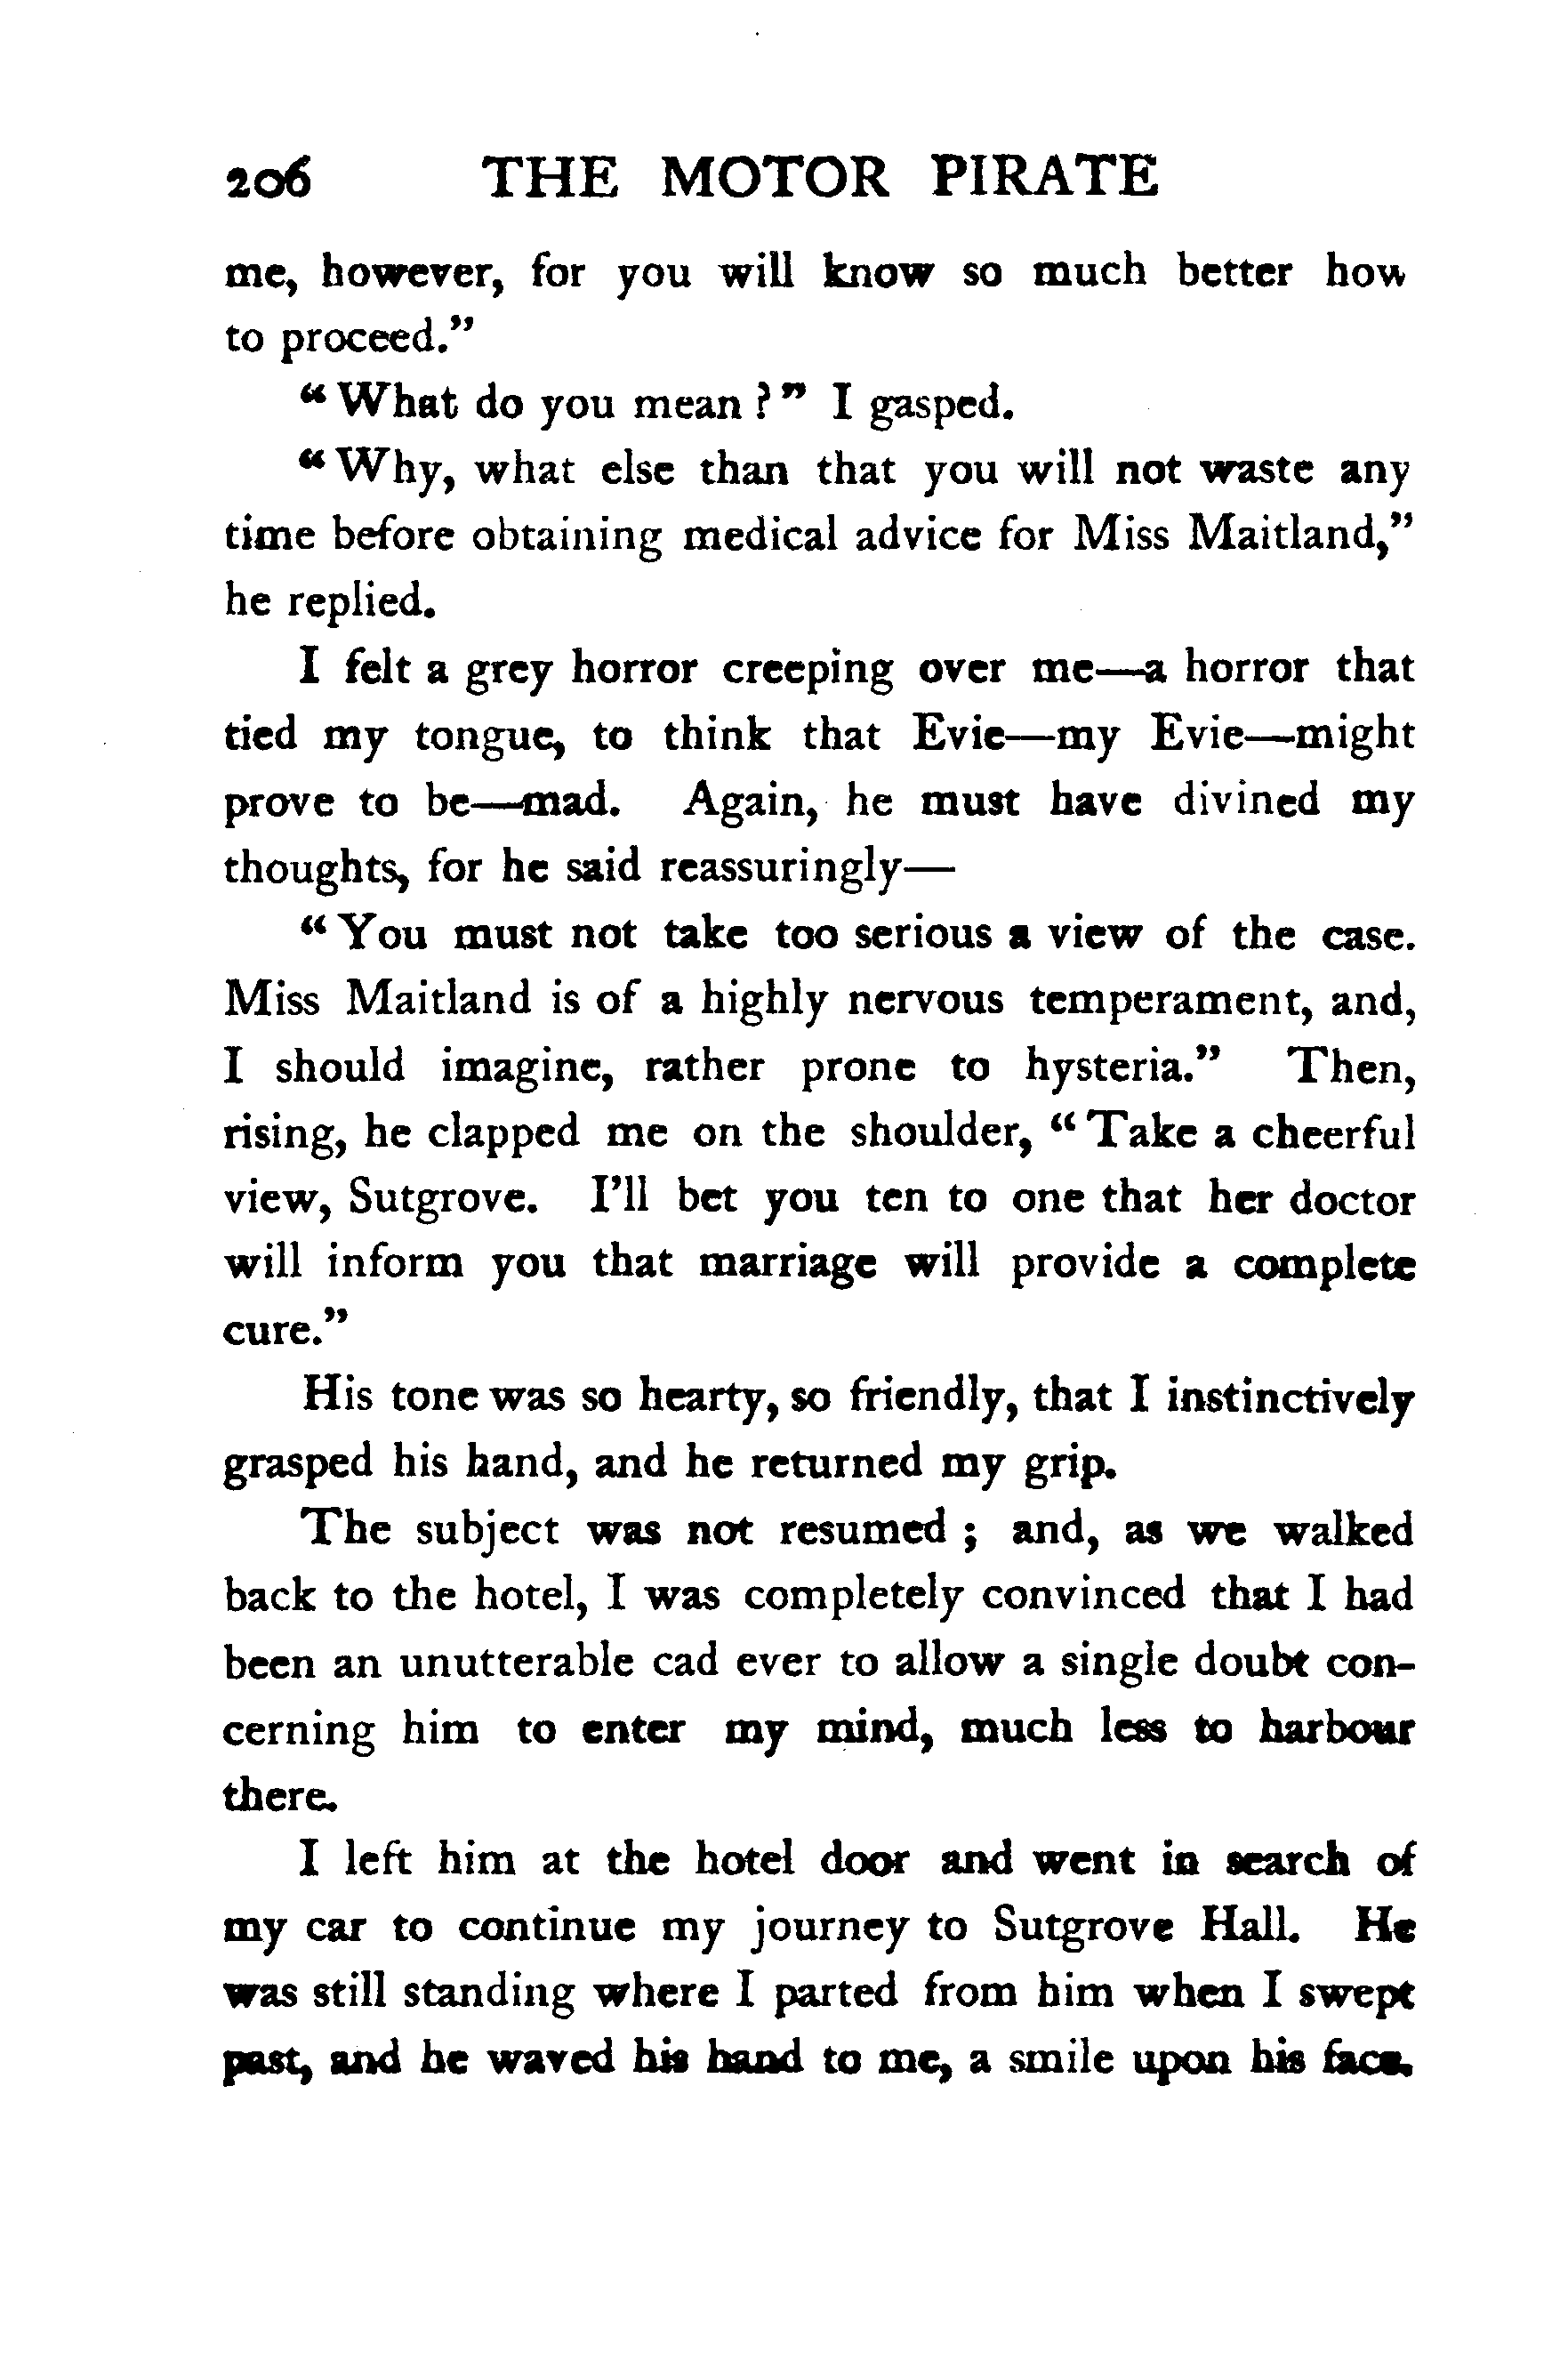 206 THE MOTOR PIRATE
me, however, for you will know so much better how
to proceed."
"What do you mean?" I gasped.
"Why, what else than that you will not waste any
time before obtaining medical advice for Miss Maitland,"
he replied.
I felt a grey horror creeping over me—a horror that
tied my tongue, to think that Evie—my Evie—might
prove to be—mad. Again, he must have divined my
thoughts, for he said reassuringly—
"You must not take too serious a view of the case.
Miss Maitland is of a highly nervous temperament, and,
I should imagine, rather prone to hysteria." Then,
rising, he clapped me on the shoulder, "Take a cheerful
view, Sutgrove. I'll bet you ten to one that her doctor
will inform you that marriage will provide a complete
cure."
His tone was so hearty, so friendly, that I instinctively
grasped his hand, and he returned my grip.
The subject was not resumed; and, as we walked
back to the hotel, I was completely convinced that I had
been an unutterable cad ever to allow a single doubt con-
cerning him to enter my mind, much less to harbour
there.
I left him at the hotel door and went in search of
my car to continue my journey to Sutgrove Hall. He
was still standing where I parted from him when I swept
past, and he waved his hand to me, a smile upon his face.